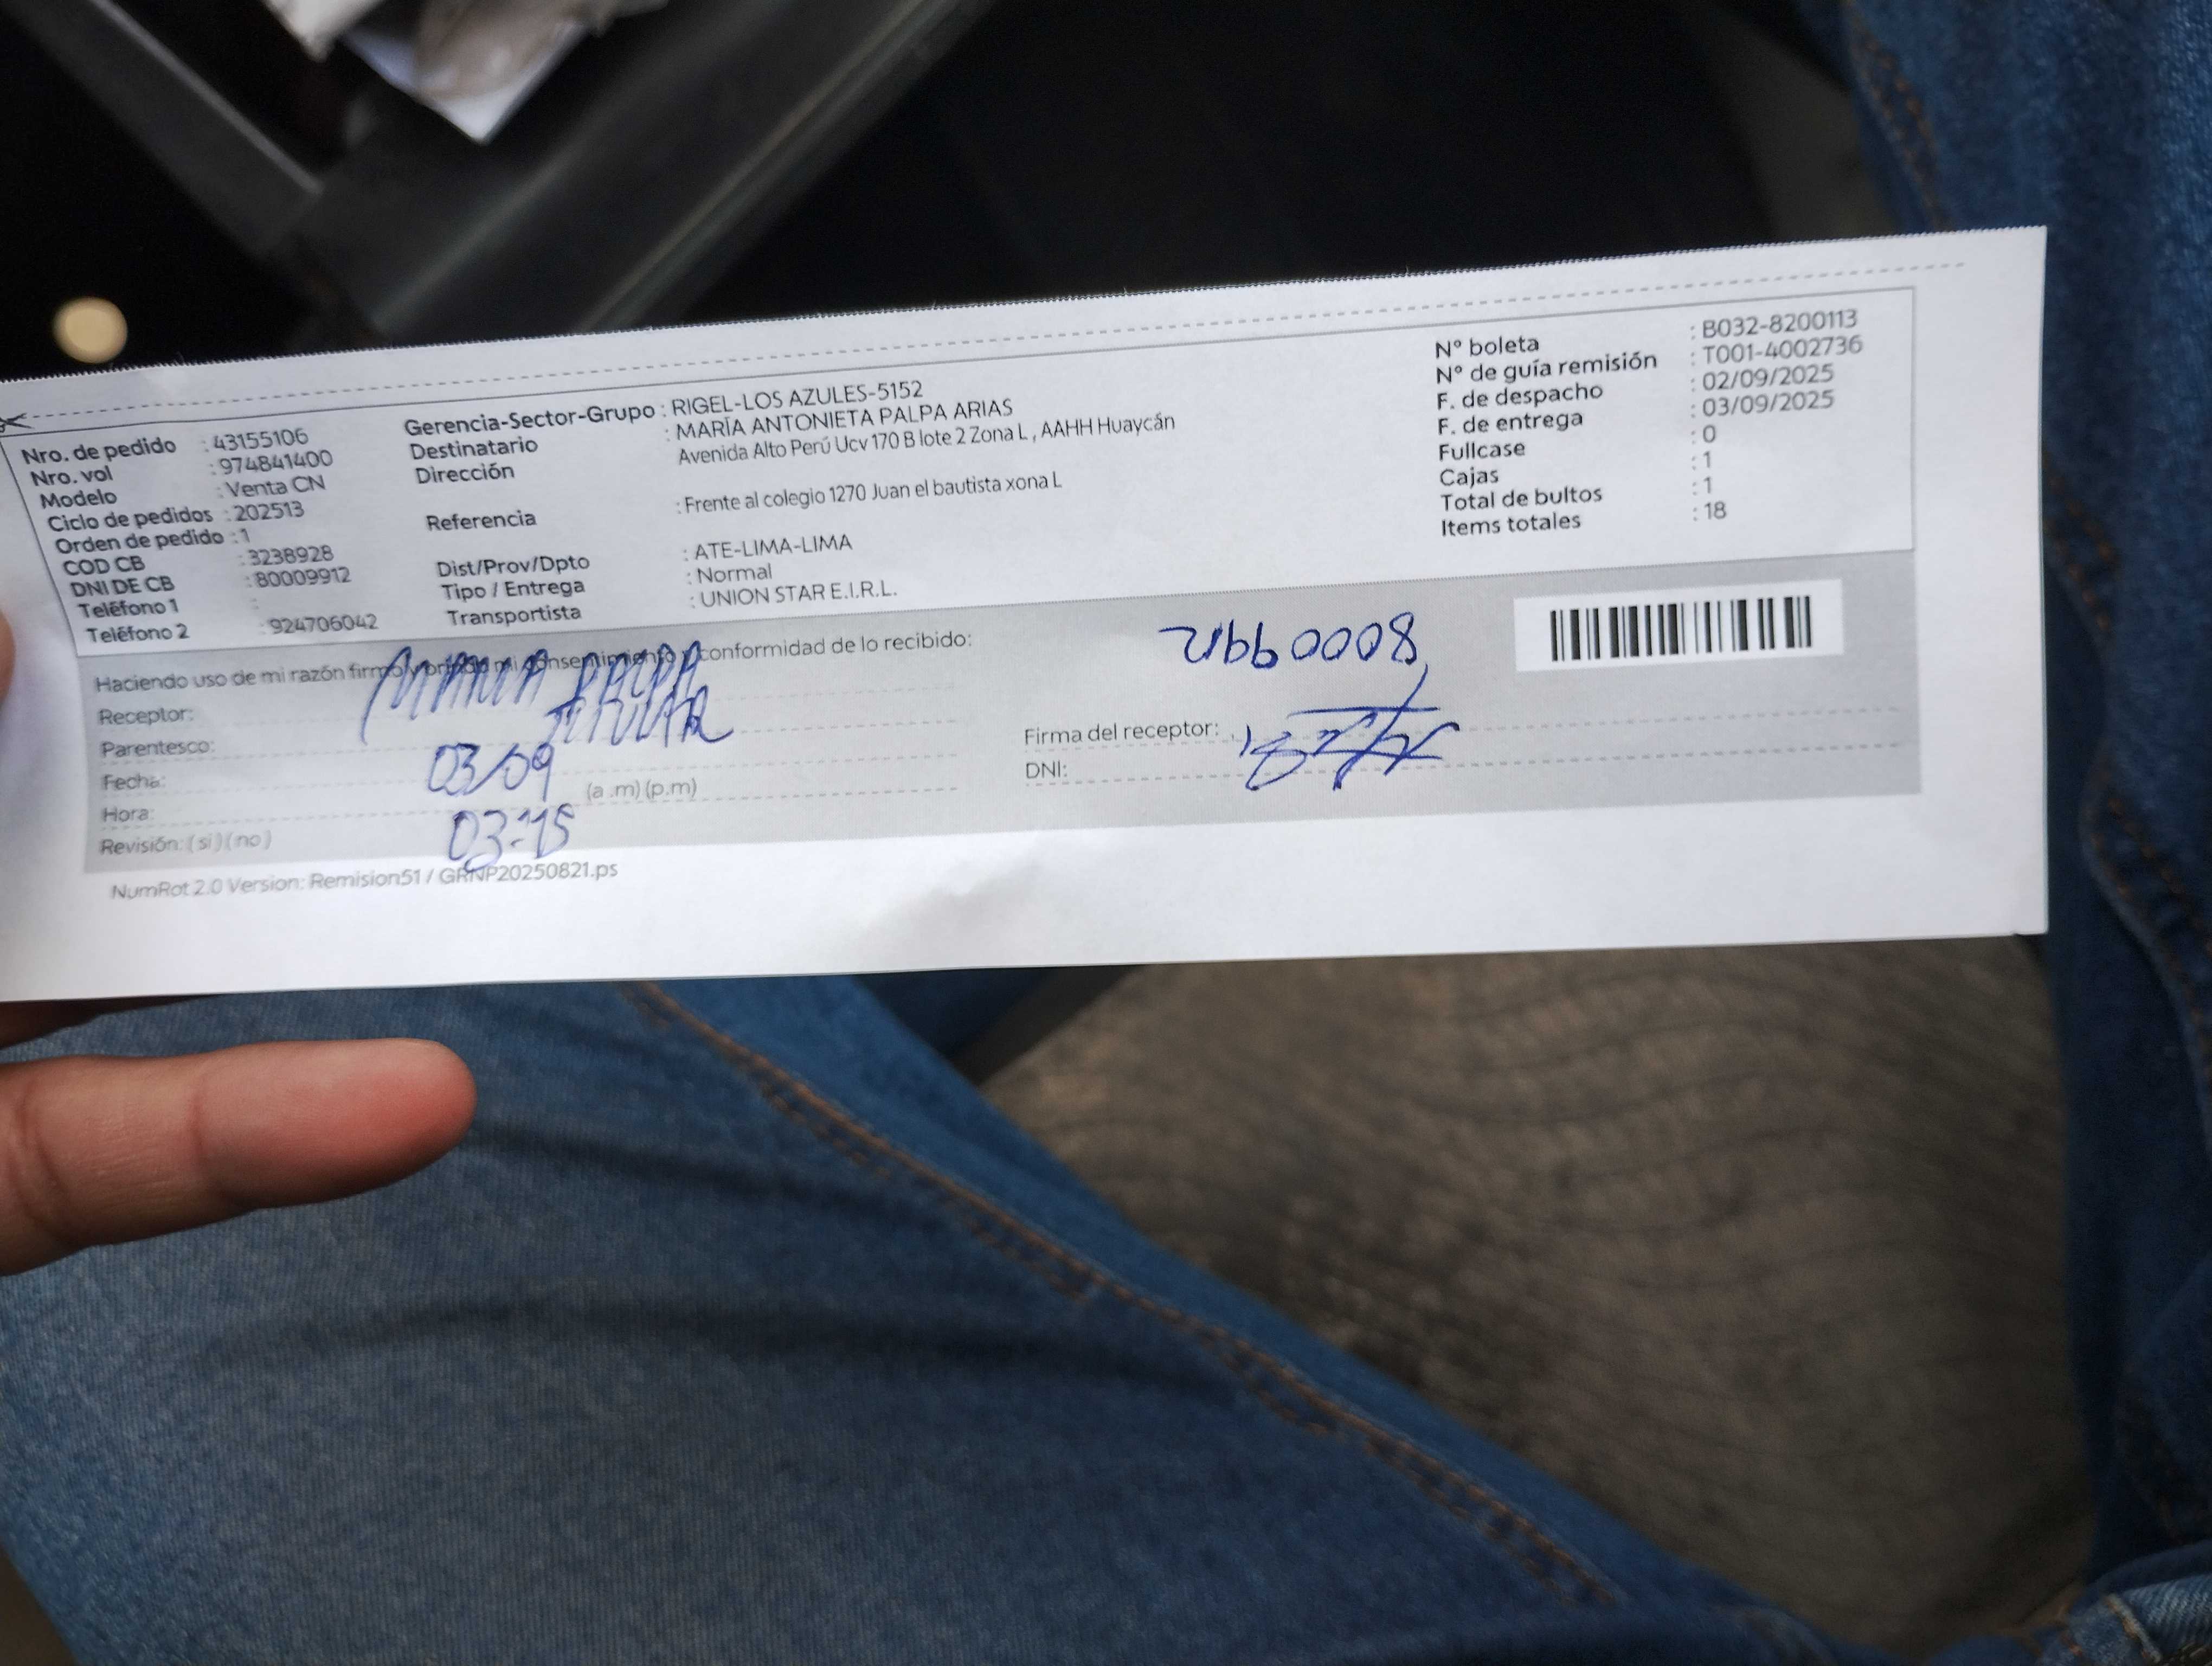 Nro. de pedido : 43155106
Nro. vol : 974841400
Modelo : Venta CN
Ciclo de pedidos : 202513
Orden de pedido : 1
COD CB : 3238928
DNI DE CB : 80009912
Teléfono 1 :
Teléfono 2 : 924706042
Gerencia-Sector-Grupo : RIGEL-LOS AZULES-5152
Destinatario : MARÍA ANTONIETA PALPA ARIAS
Dirección Avenida Alto Perú Ucv 170 B lote 2 Zona L , AAHH Huaycán
Referencia : Frente al colegio 1270 Juan el bautista xona L
Dist/Prov/Dpto : ATE-LIMA-LIMA
Tipo / Entrega : Normal
Transportista : UNION STAR E.I.R.L.
N° boleta : B032-8200113
N° de guía remisión : T001-4002736
F. de despacho : 02/09/2025
F. de entrega : 03/09/2025
Fullcase : 0
Cajas : 1
Total de bultos : 1
Items totales : 18
Haciendo uso de mi razón firmo y brindo mi consentimiento y conformidad de lo recibido:
Receptor: MARIA PALPA
Parentesco: TITULAR
Fecha: 03/09
Hora: 03:15 (a .m) (p.m)
Revisión: ( si ) ( no )
80009912
Firma del receptor:
DNI:
NumRot 2.0 Version: Remision51 / GRNP20250821.ps